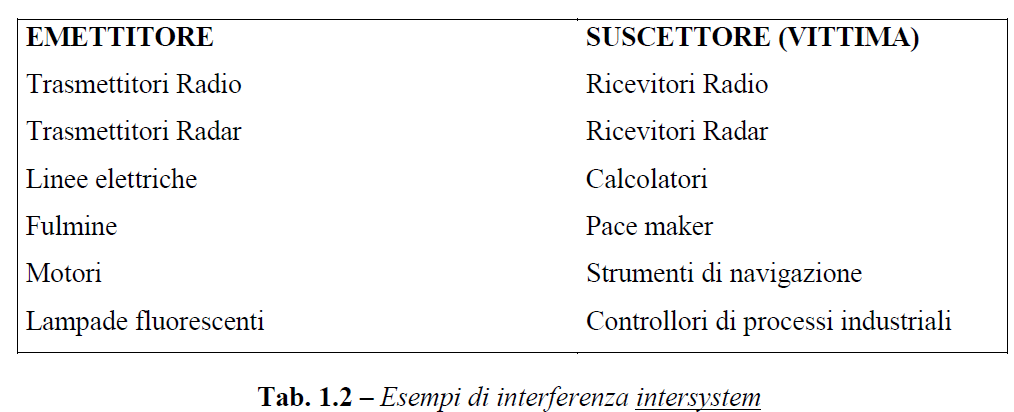 EMETTITORE SUSCETTORE (VITTIMA)
Trasmettitori Radio Ricevitori Radio
Trasmettitori Radar Ricevitori Radar
Linee elettriche Calcolatori
Fulmine Pace maker
Motori Strumenti di navigazione
Lampade fluorescenti Controllori di processi industriali
Tab. 1.2 – Esempi di interferenza intersystem